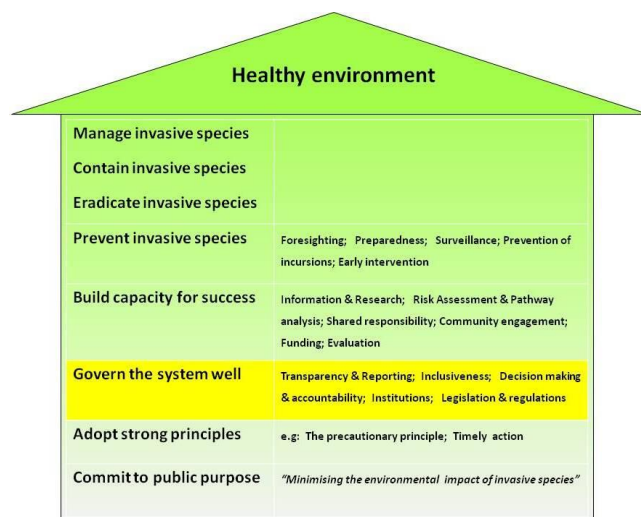 Healthy environment
Manage invasive species
Contain invasive species
Eradicate invasive species
Prevent invasive species
Foresighting; Preparedness; Surveillance; Prevention of
incursions; Early intervention
Build capacity for success
Information & Research; Risk Assessment & Pathway
analysis; Shared responsibility; Community engagement;
Funding; Evaluation
Govern the system well
Transparency & Reporting; Inclusiveness; Decision making
& accountability; Institutions; Legislation & regulations
Adopt strong principles
e.g: The precautionary principle; Timely action
Commit to public purpose
"Minimising the environmental impact of invasive species"